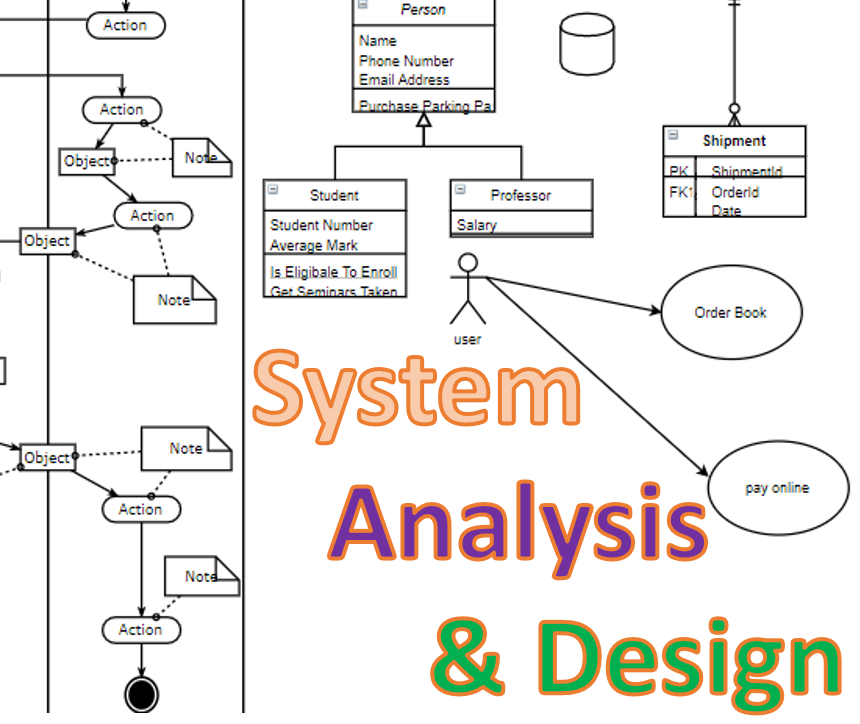 Action
Action
Object
Note
Action
Object
Note
Object
Note
Action
Note
Action
Person
Name
Phone Number
Email Address
Purchase Parking Pa
Student
Student Number
Average Mark
Is Eligibale To Enroll
Get Seminars Taken
Professor
Salary
Shipment
PK ShipmentId
FK1 OrderId
Date
user
Order Book
pay online
System
Analysis
& Design